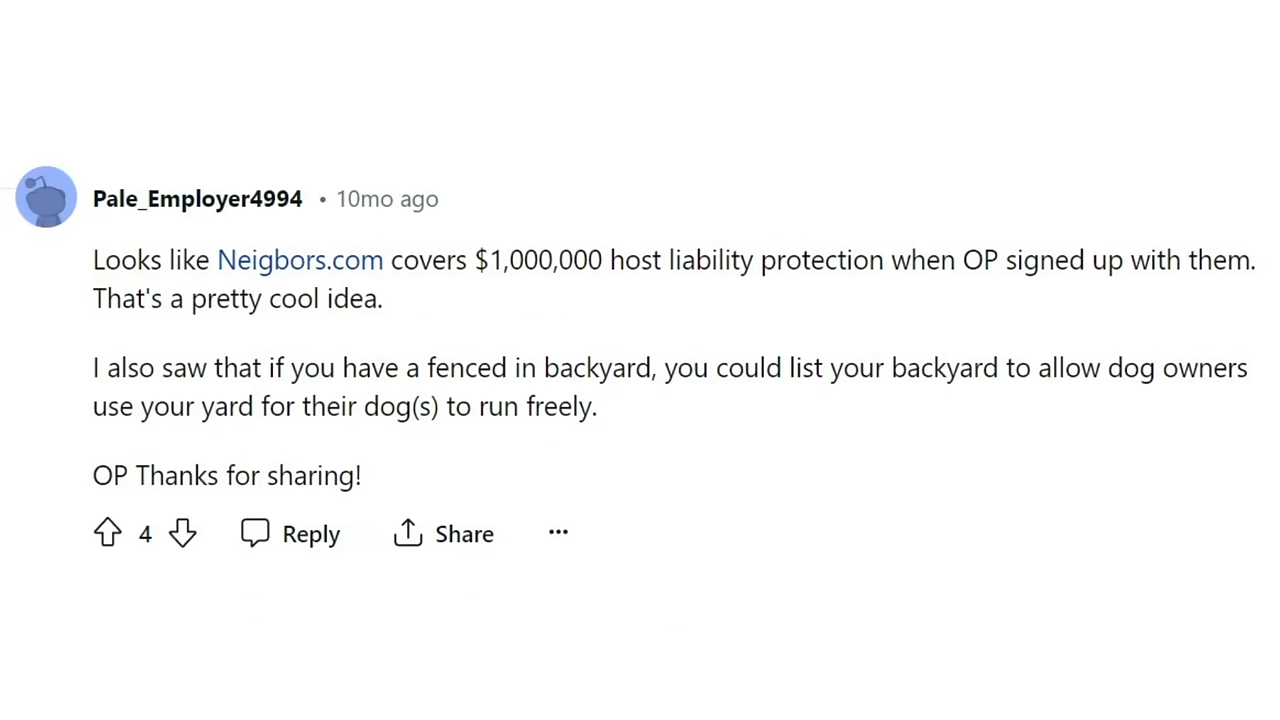 Pale_Employer4994 • 10mo ago
Looks like Neigbors.com covers $1,000,000 host liability protection when OP signed up with them.
That's a pretty cool idea.
I also saw that if you have a fenced in backyard, you could list your backyard to allow dog owners
use your yard for their dog(s) to run freely.
OP Thanks for sharing!
4 Reply Share ···